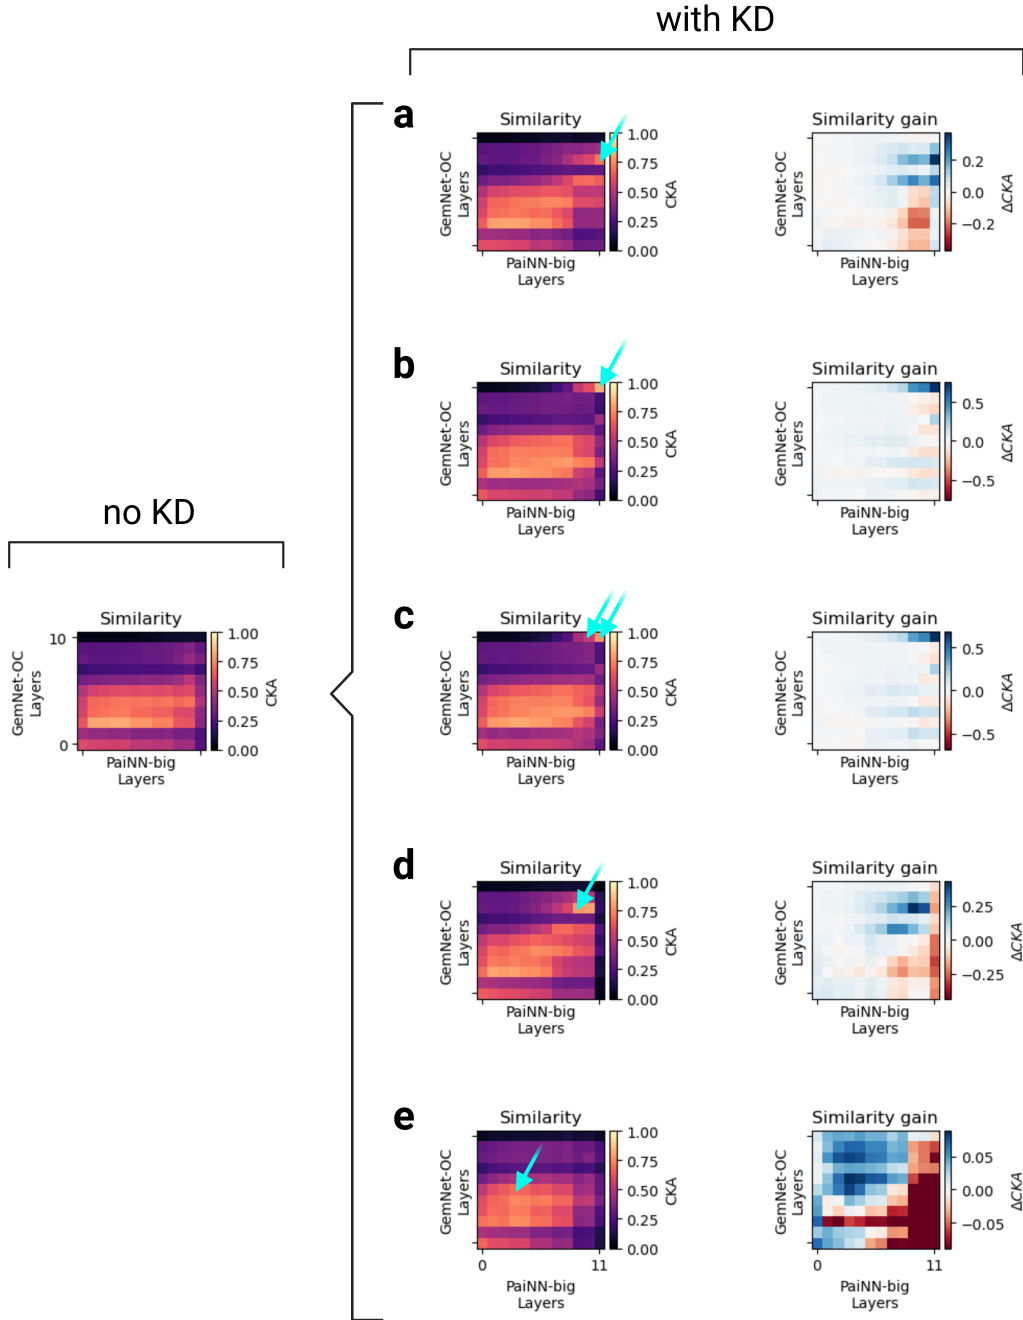 with KD
a
Similarity
Similarity gain
GemNet-OC
Layers
1.00
0.75
0.50
0.25
0.00
CKA
PaiNN-big
Layers
GemNet-OC
Layers
0.2
0.0
−0.2
ΔCKA
PaiNN-big
Layers
b
Similarity
Similarity gain
GemNet-OC
Layers
1.00
0.75
0.50
0.25
0.00
CKA
PaiNN-big
Layers
GemNet-OC
Layers
0.5
0.0
−0.5
ΔCKA
PaiNN-big
Layers
no KD
Similarity
10
0
GemNet-OC
Layers
1.00
0.75
0.50
0.25
0.00
CKA
PaiNN-big
Layers
c
Similarity
Similarity gain
GemNet-OC
Layers
1.00
0.75
0.50
0.25
0.00
CKA
PaiNN-big
Layers
GemNet-OC
Layers
0.5
0.0
−0.5
ΔCKA
PaiNN-big
Layers
d
Similarity
Similarity gain
GemNet-OC
Layers
1.00
0.75
0.50
0.25
0.00
CKA
PaiNN-big
Layers
GemNet-OC
Layers
0.25
0.00
−0.25
ΔCKA
PaiNN-big
Layers
e
Similarity
Similarity gain
GemNet-OC
Layers
1.00
0.75
0.50
0.25
0.00
CKA
0
11
PaiNN-big
Layers
GemNet-OC
Layers
0.05
0.00
−0.05
ΔCKA
0
11
PaiNN-big
Layers